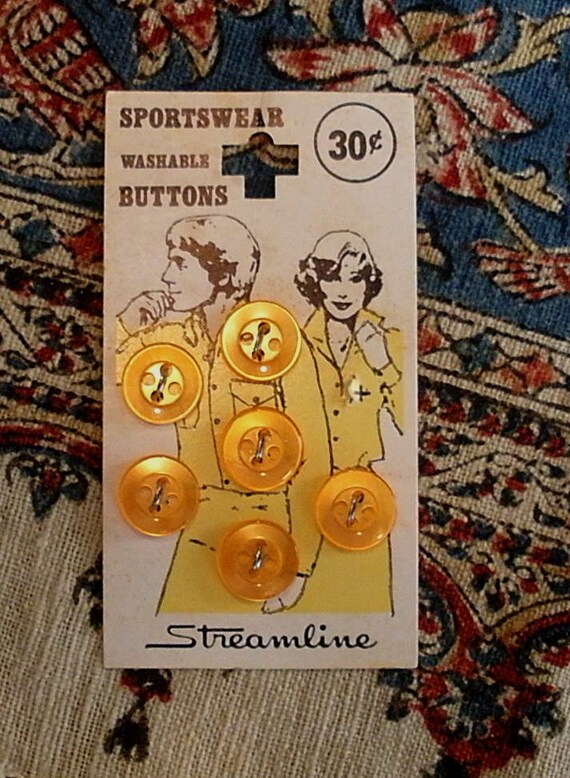 SPORTSWEAR
30¢
WASHABLE
BUTTONS
Streamline